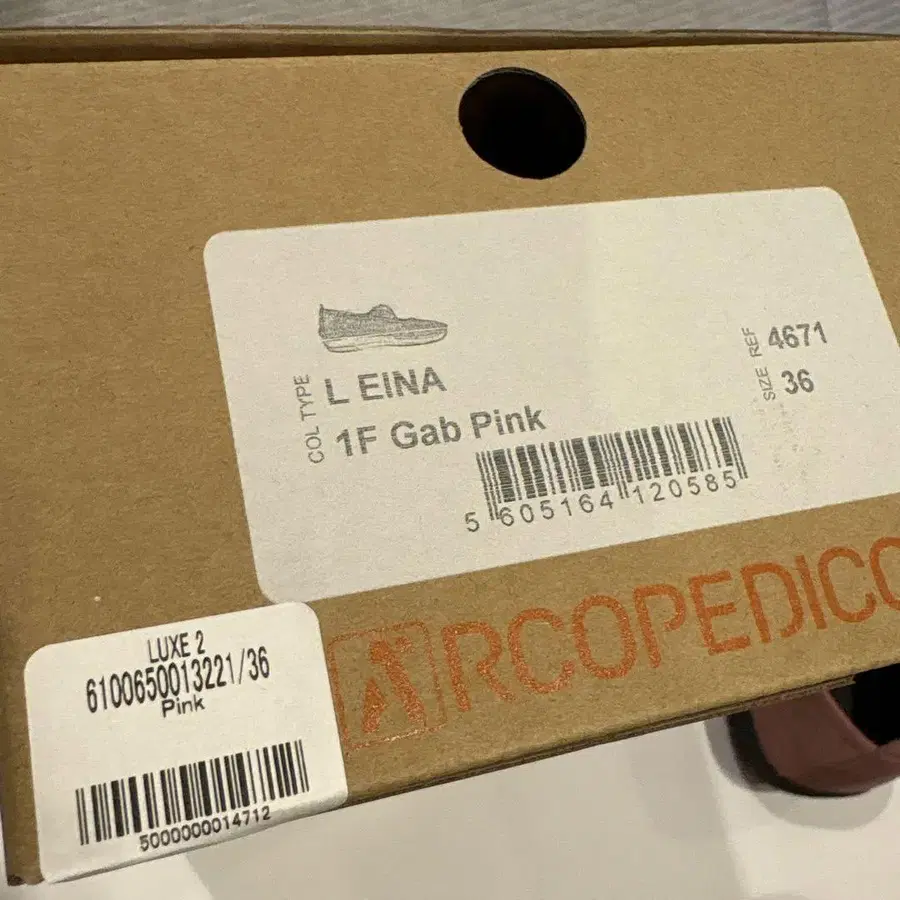 REF 4671
SIZE 36
COL TYPE
L EINA
1F Gab Pink
5 605164 120585
ARCOPEDICO
LUXE 2
6100650013221/36
Pink
5000000014712